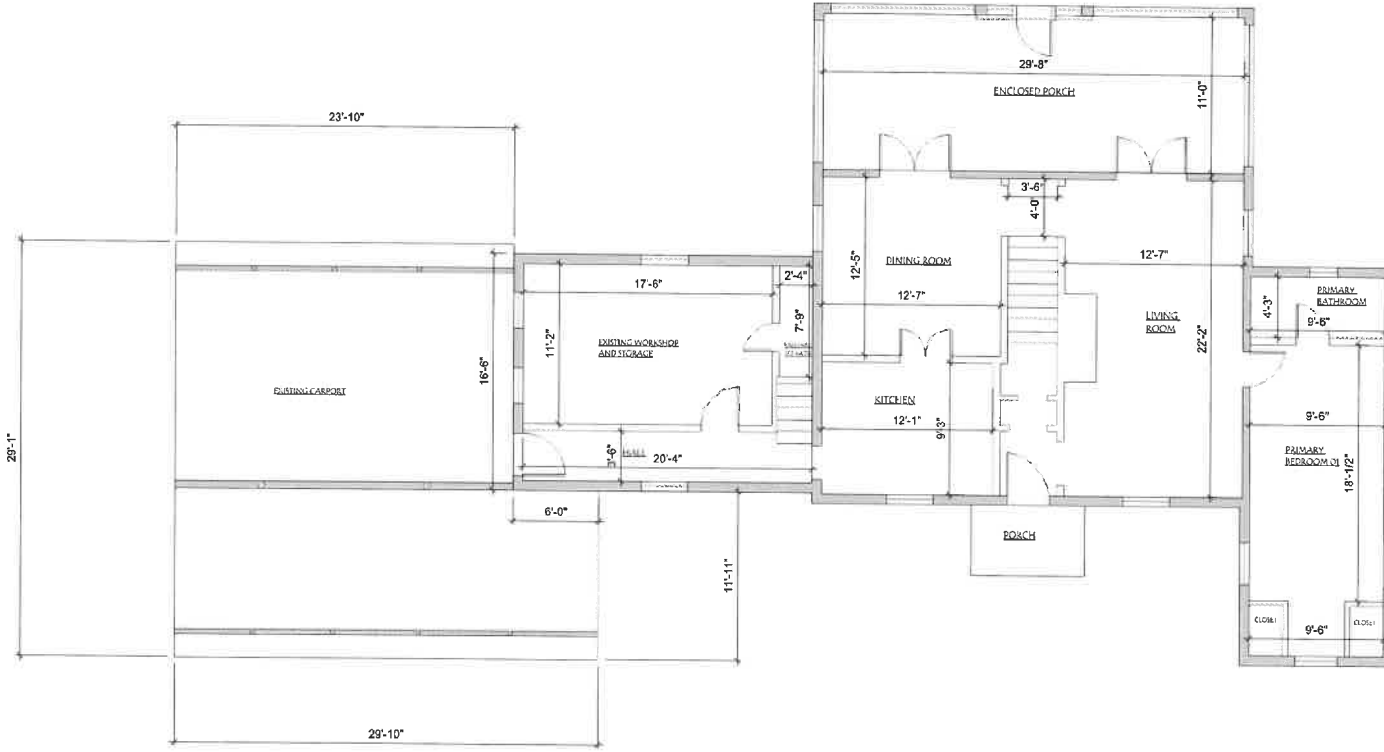 29'-8"
ENCLOSED PORCH
11'-0"
23'-10"
3'-6"
4'-0"
12'-5"
DINING ROOM
12'-7"
12'-7"
17'-6"
2'-4"
7'-9"
11'-2"
EXISTING WORKSHOP
AND STORAGE
16'-6"
EXISTING CARPORT
29'-1"
LIVING
ROOM
22'-2"
PRIMARY
BATHROOM
4'-3"
9'-6"
KITCHEN
12'-1"
9'-3"
HALL
20'-4"
9'-6"
PRIMARY
BEDROOM 01
18'-1/2"
6'-0"
11'-11"
PORCH
CLOSET
CLOSET
9'-6"
29'-10"